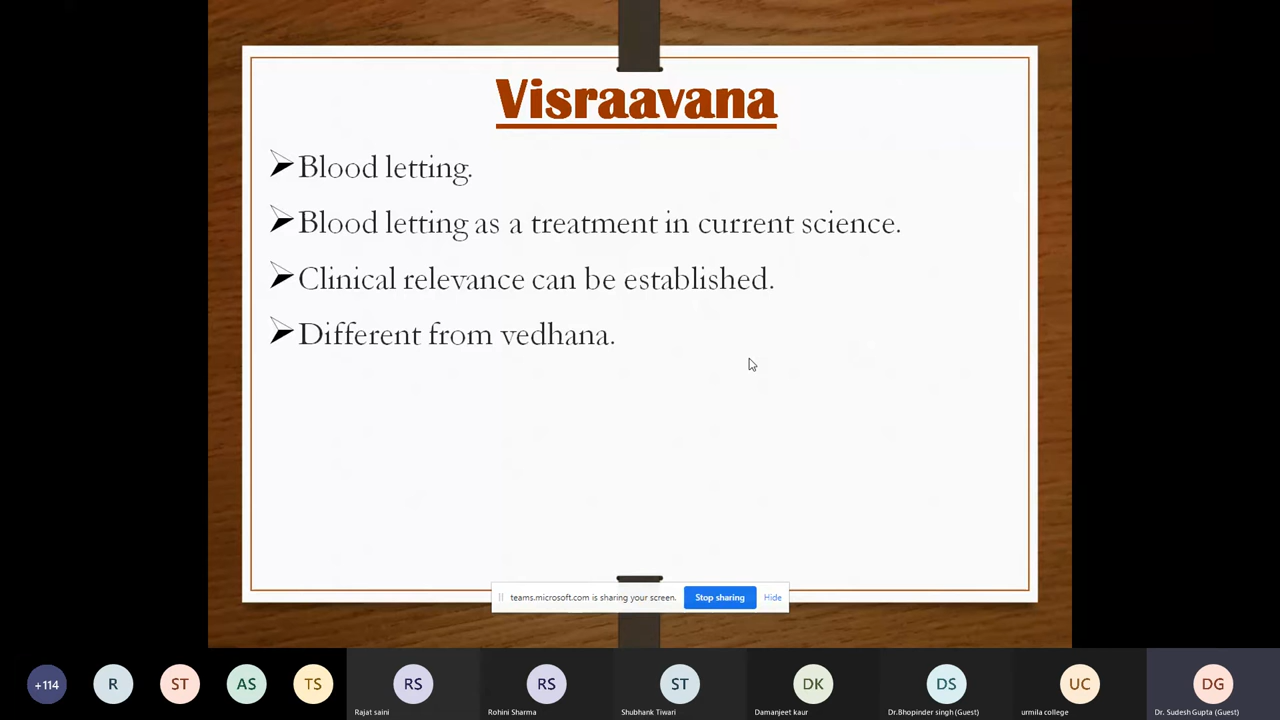 Visraavana
Blood letting.
Blood letting as a treatment in current science.
Clinical relevance can be established.
Different from vedhana.
teams.microsoft.com is sharing your screen. Stop sharing Hide
+114 R ST AS TS RS RS ST DK DS UC DG
Rajat saini Rohini Sharma Shubhank Tiwari Damanjeet kaur Dr.Bhopinder singh (Guest) urmila college Dr. Sudesh Gupta (Guest)